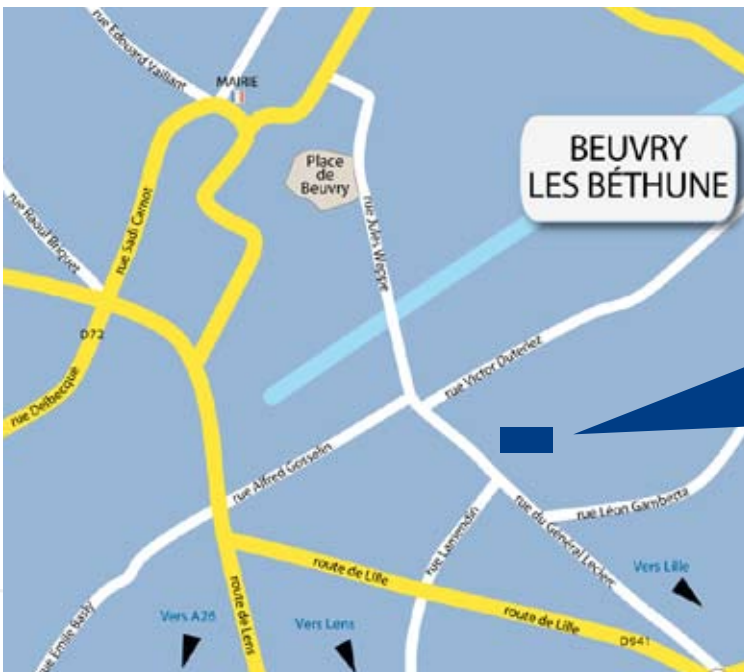 rue Edouard Vaillant
MAIRIE
BEUVRY
LES BÉTHUNE
Place
de
Beuvry
rue Raoul Briquet
rue Sadi Carnot
rue Jules Weppe
D72
rue Victor Duteriez
rue Delbecque
rue Alfred Gosselin
rue Lamendin
rue du Général Leclerc
rue Léon Gambetta
route de Lille
Vers Lille
route de Lens
Vers A26
Vers Lens
route de Lille
D941
rue Emile Basly